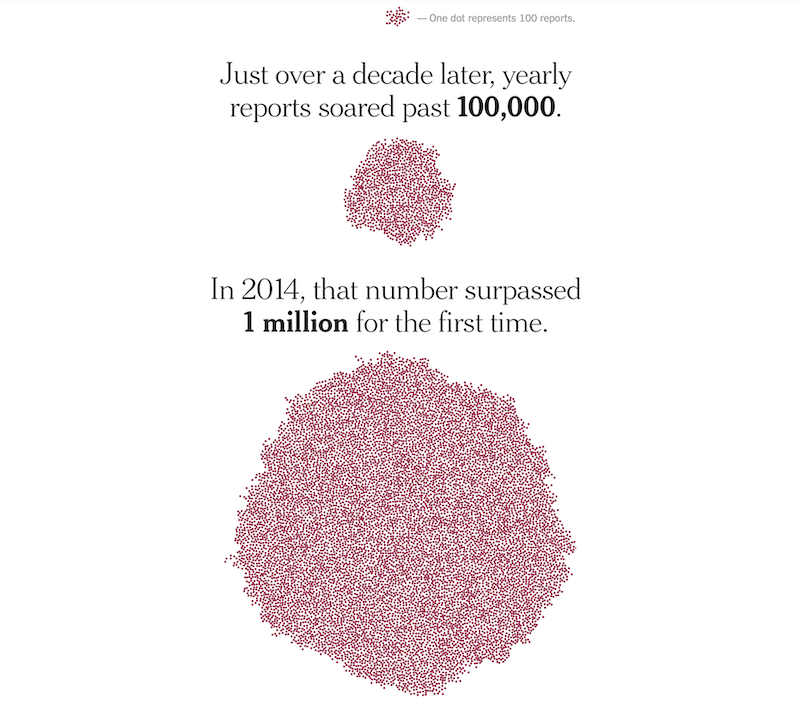 — One dot represents 100 reports.
Just over a decade later, yearly
reports soared past 100,000.
In 2014, that number surpassed
1 million for the first time.